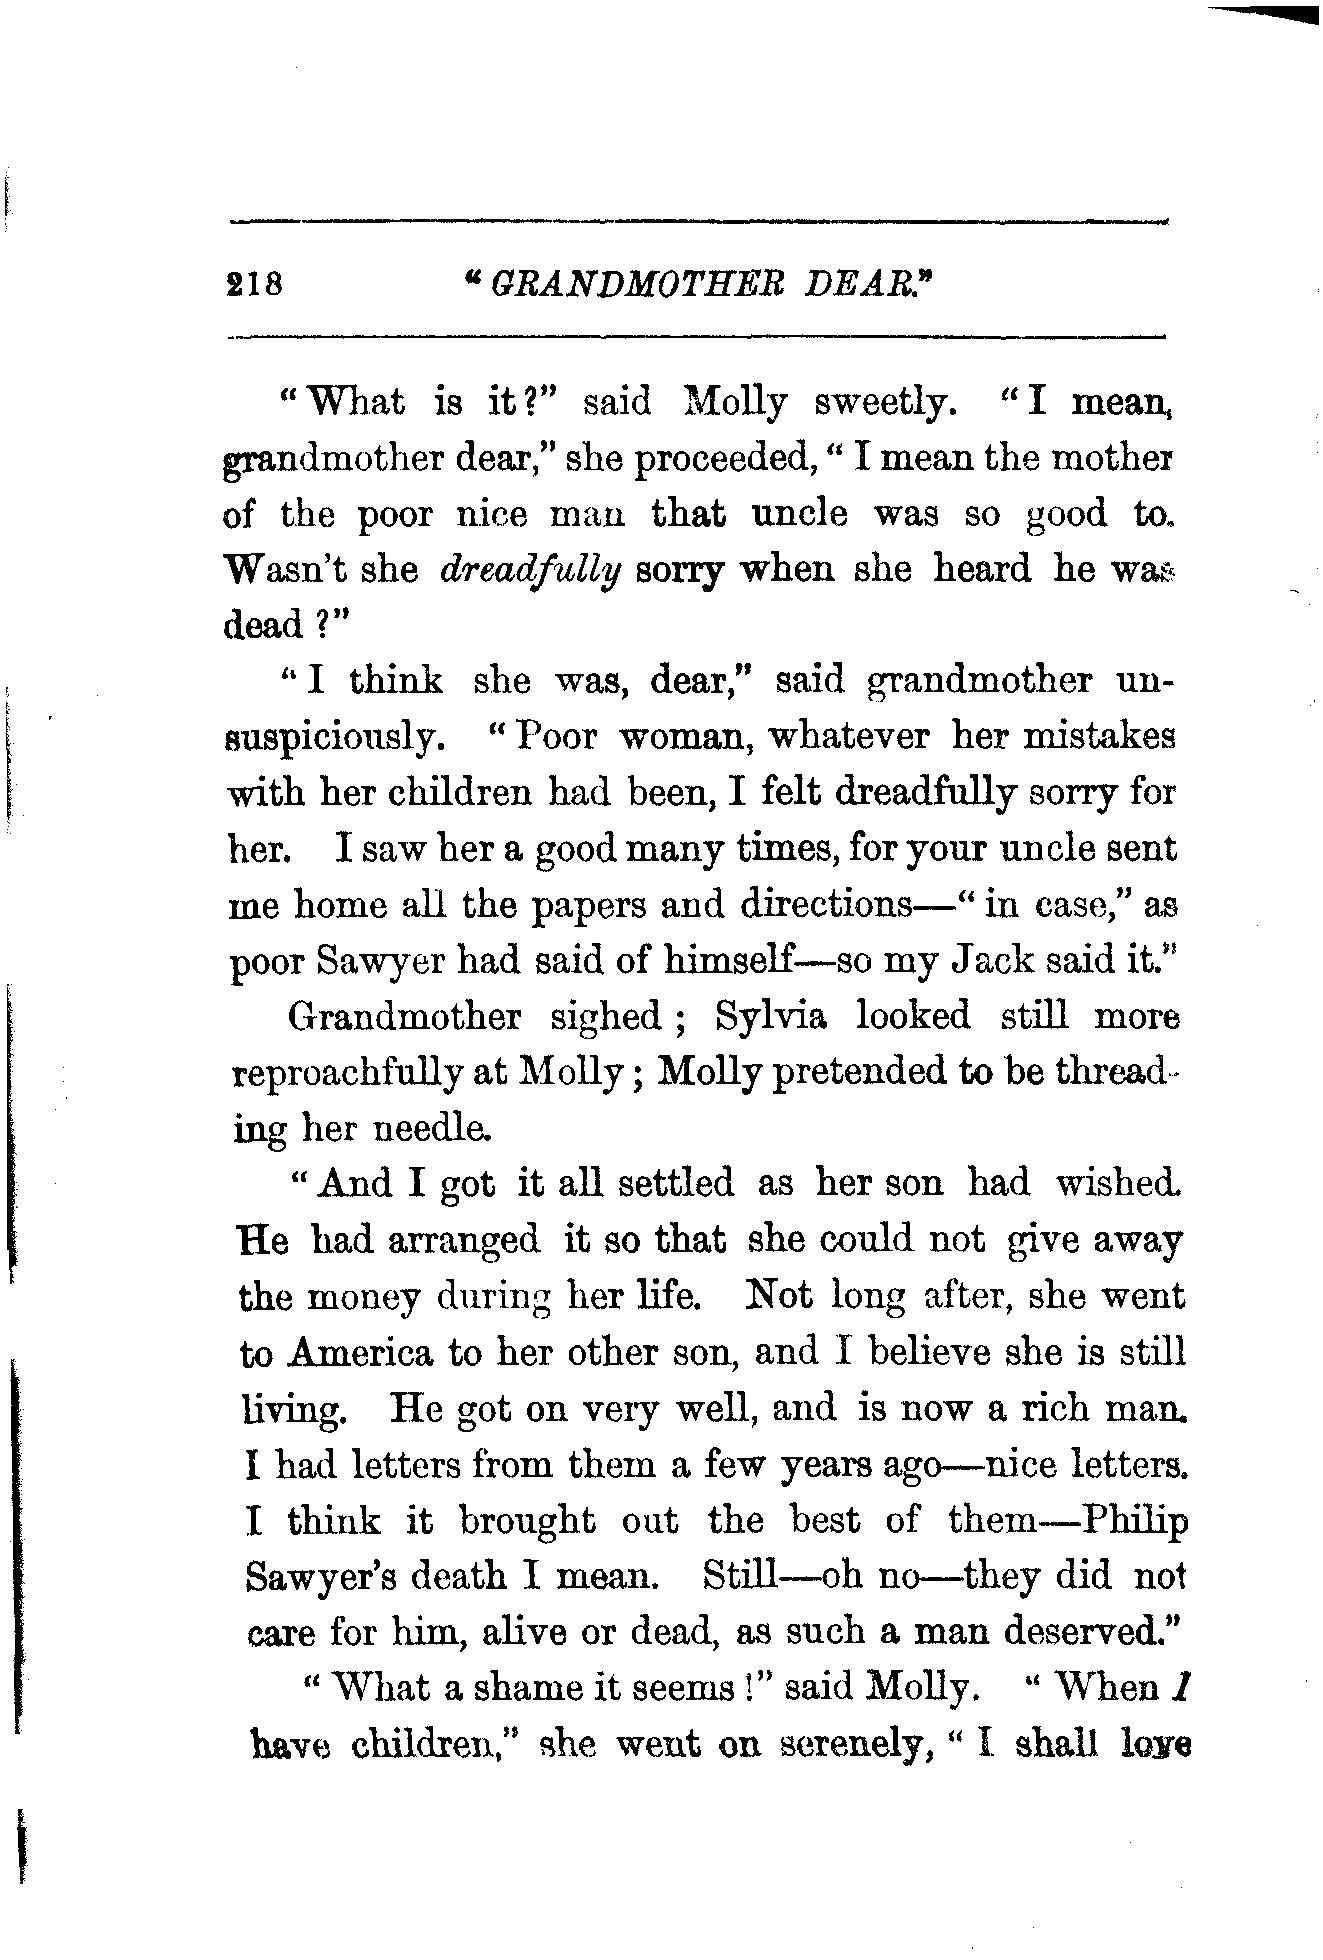 218 "GRANDMOTHER DEAR."
"What is it?" said Molly sweetly. "I mean,
grandmother dear," she proceeded, "I mean the mother
of the poor nice man that uncle was so good to.
Wasn't she dreadfully sorry when she heard he was
dead?"
"I think she was, dear," said grandmother un-
suspiciously. "Poor woman, whatever her mistakes
with her children had been, I felt dreadfully sorry for
her. I saw her a good many times, for your uncle sent
me home all the papers and directions—"in case," as
poor Sawyer had said of himself—so my Jack said it."
Grandmother sighed; Sylvia looked still more
reproachfully at Molly; Molly pretended to be thread-
ing her needle.
"And I got it all settled as her son had wished.
He had arranged it so that she could not give away
the money during her life. Not long after, she went
to America to her other son, and I believe she is still
living. He got on very well, and is now a rich man.
I had letters from them a few years ago—nice letters.
I think it brought out the best of them—Philip
Sawyer's death I mean. Still—oh no—they did not
care for him, alive or dead, as such a man deserved."
"What a shame it seems!" said Molly. "When I
have children," she went on serenely, "I shall love